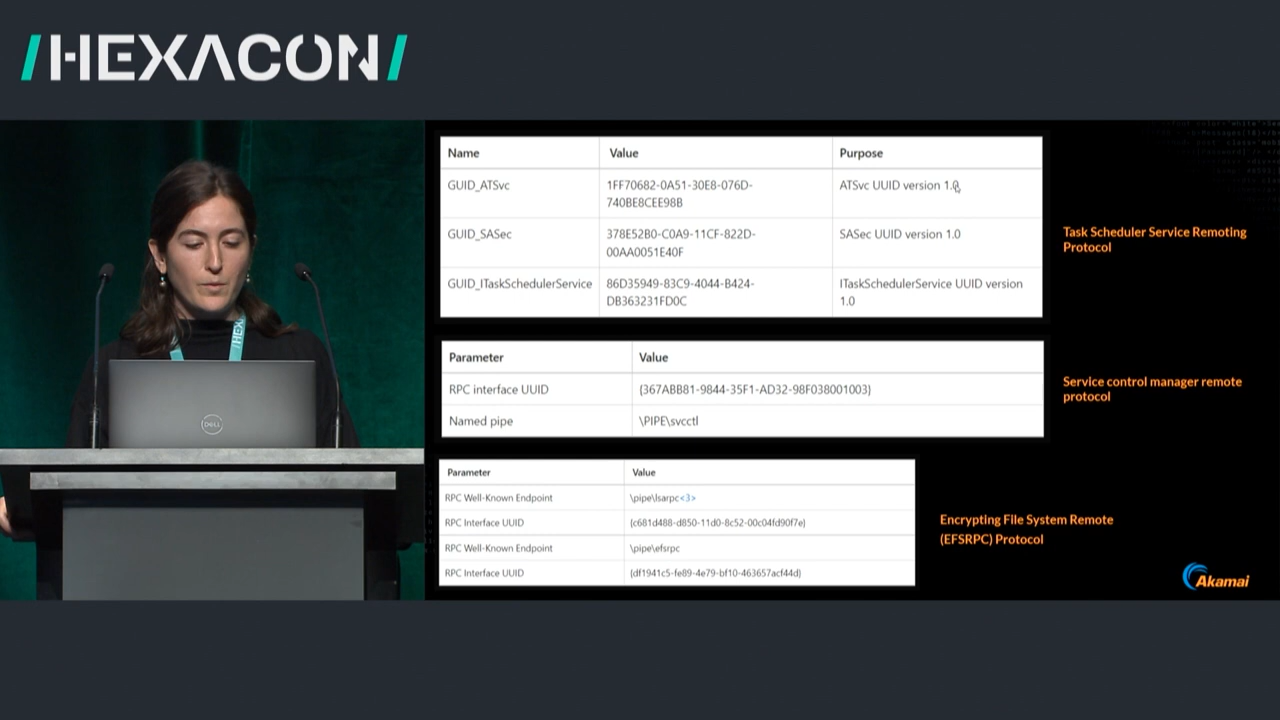 /HEXACON/
Name Value Purpose
GUID_ATSvc 1FF70682-0A51-30E8-076D- ATSvc UUID version 1.0
740BE8CEE98B
GUID_SASec 378E52B0-C0A9-11CF-822D- SASec UUID version 1.0
00AA0051E40F
GUID_ITaskSchedulerService 86D35949-83C9-4044-B424- ITaskSchedulerService UUID version
DB363231FD0C 1.0
Task Scheduler Service Remoting
Protocol
Parameter Value
RPC interface UUID {367ABB81-9844-35F1-AD32-98F038001003}
Named pipe \PIPE\svcctl
Service control manager remote
protocol
Parameter Value
RPC Well-Known Endpoint \pipe\lsarpc<3>
RPC Interface UUID {c681d488-d850-11d0-8c52-00c04fd90f7e}
RPC Well-Known Endpoint \pipe\efsrpc
RPC Interface UUID {df1941c5-fe89-4e79-bf10-463657acf44d}
Encrypting File System Remote
(EFSRPC) Protocol
Akamai
DELL
/HEX